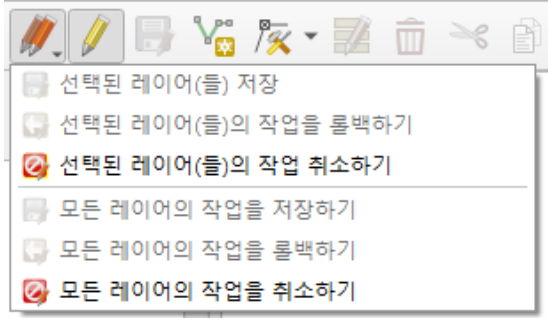 선택된 레이어(들) 저장
선택된 레이어(들)의 작업을 롤백하기
선택된 레이어(들)의 작업 취소하기
모든 레이어의 작업을 저장하기
모든 레이어의 작업을 롤백하기
모든 레이어의 작업을 취소하기